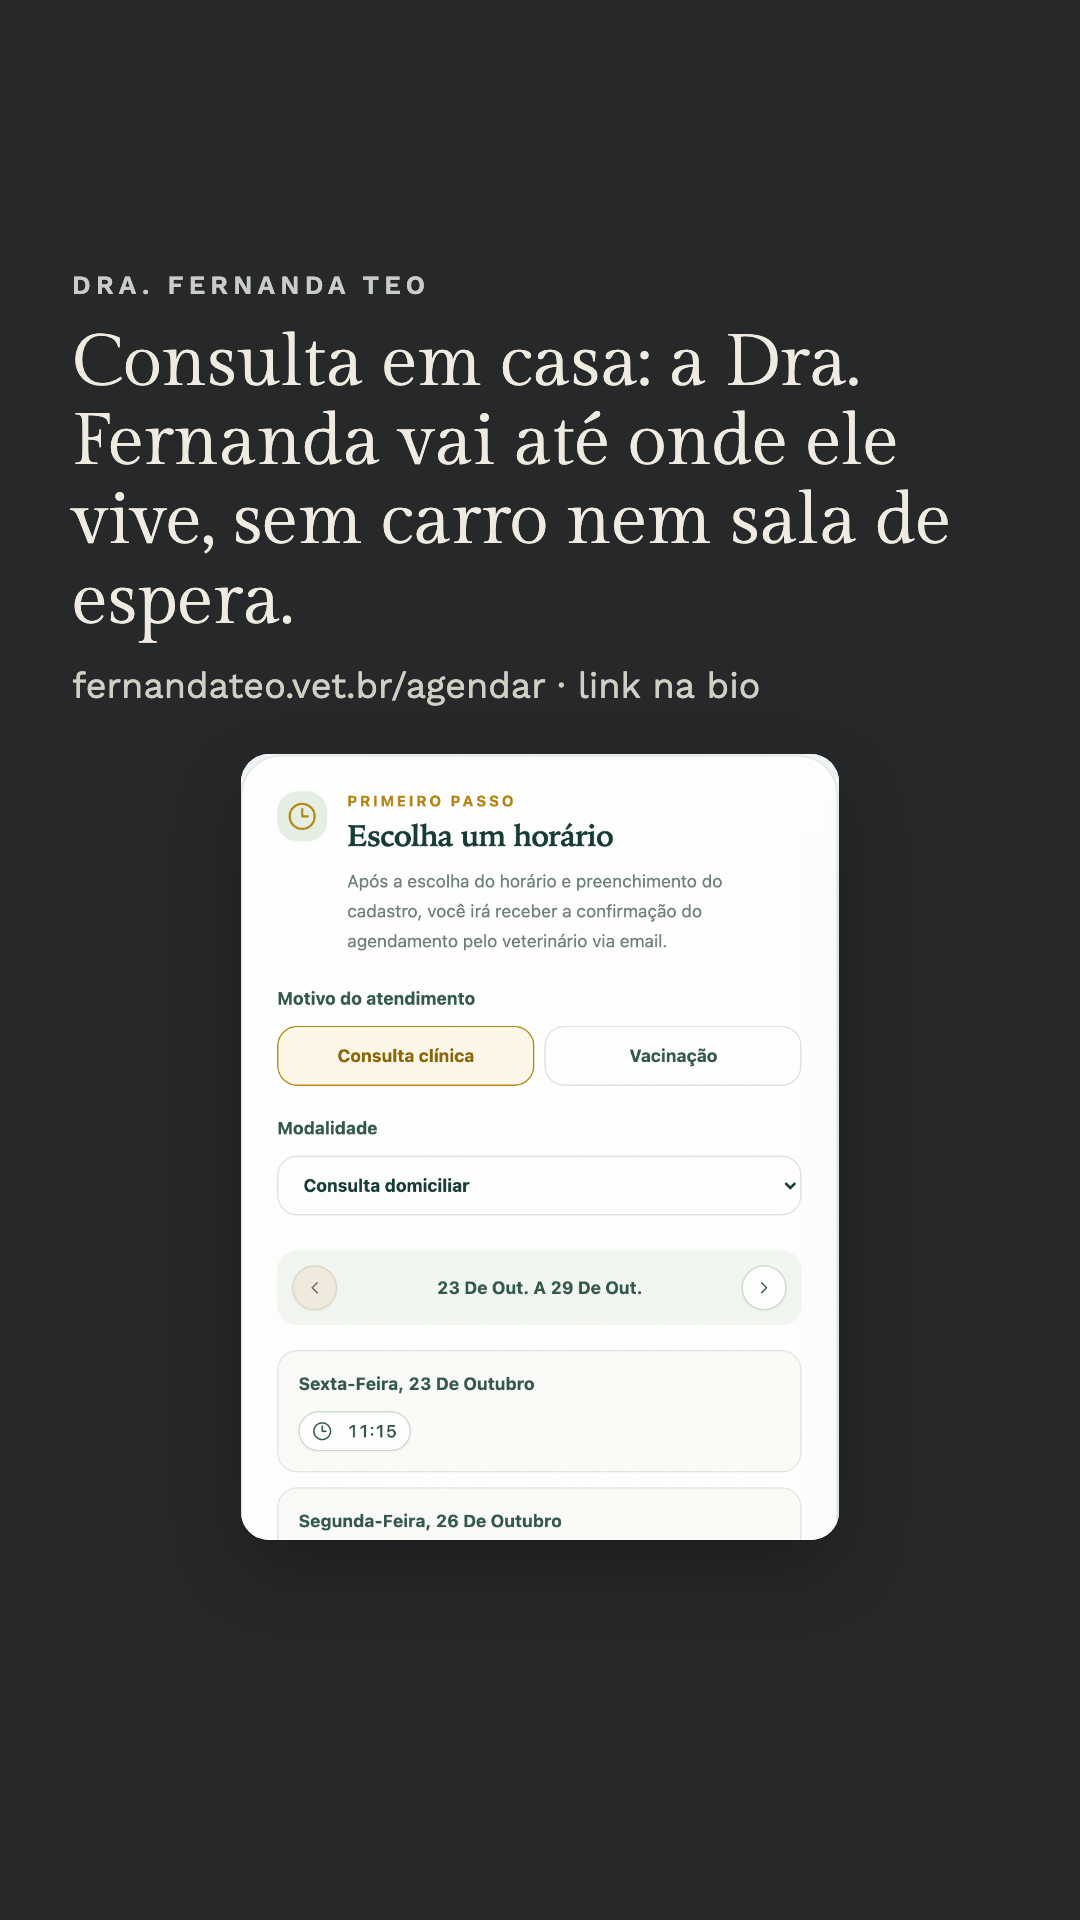 DRA. FERNANDA TEO
Consulta em casa: a Dra.
Fernanda vai até onde ele
vive, sem carro nem sala de
espera.
fernandateo.vet.br/agendar · link na bio
PRIMEIRO PASSO
Escolha um horário
Após a escolha do horário e preenchimento do
cadastro, você irá receber a confirmação do
agendamento pelo veterinário via email.
Motivo do atendimento
Consulta clínica
Vacinação
Modalidade
Consulta domiciliar
23 De Out. A 29 De Out.
Sexta-Feira, 23 De Outubro
11:15
Segunda-Feira, 26 De Outubro